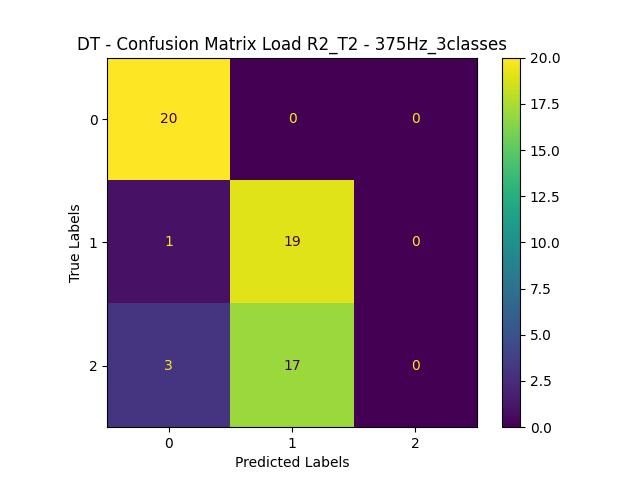 DT - Confusion Matrix Load R2_T2 - 375Hz_3classes
20.0
17.5
15.0
12.5
10.0
7.5
5.0
2.5
0.0
True Labels
0
20 0 0
1
1 19 0
2
3 17 0
0 1 2
Predicted Labels